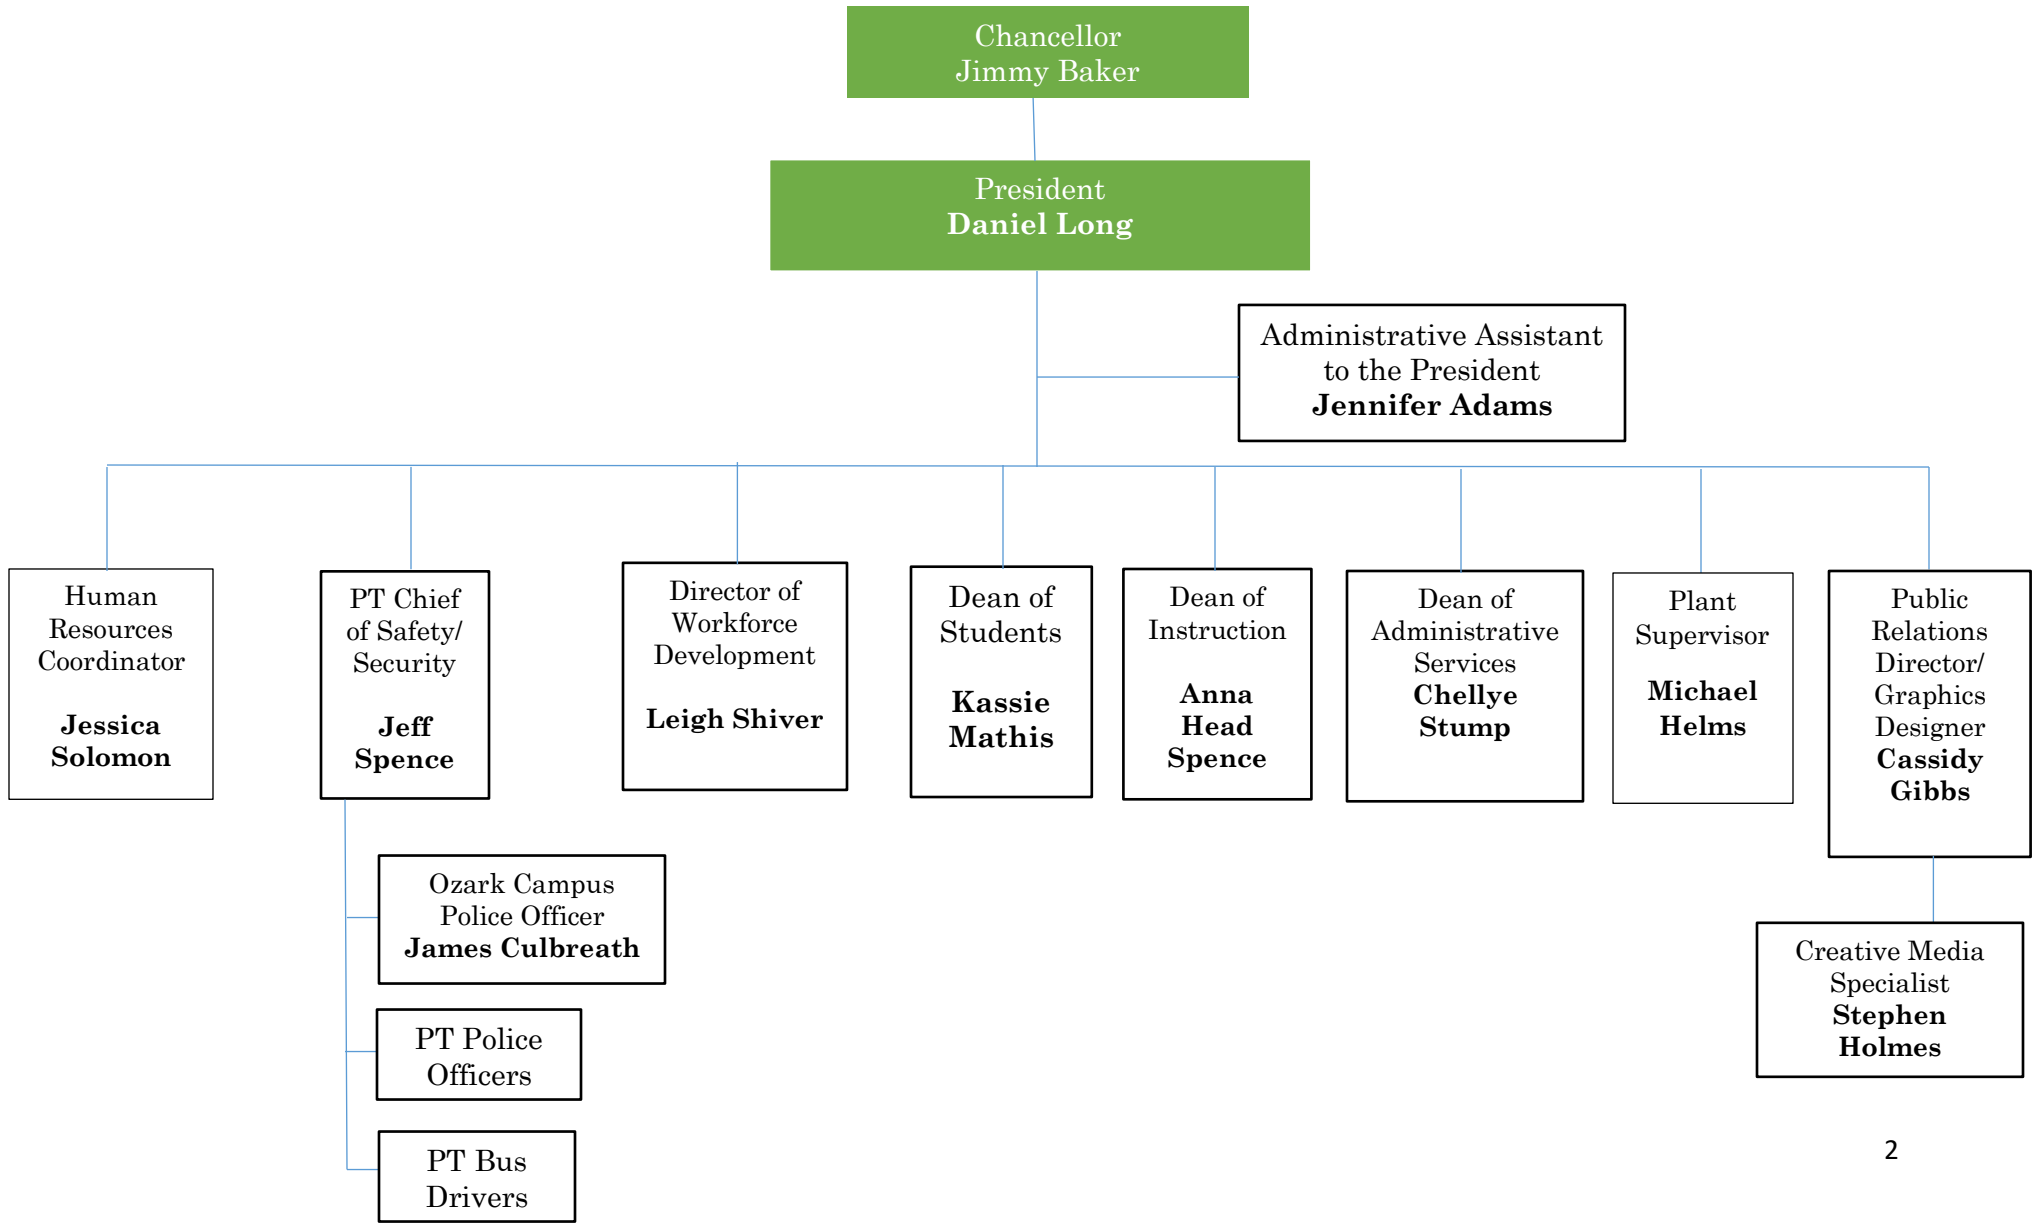 Chancellor
Jimmy Baker
President
Daniel Long
Administrative Assistant
to the President
Jennifer Adams
Human
Resources
Coordinator
Jessica
Solomon
PT Chief
of Safety/
Security
Jeff
Spence
Director of
Workforce
Development
Leigh Shiver
Dean of
Students
Kassie
Mathis
Dean of
Instruction
Anna
Head
Spence
Dean of
Administrative
Services
Chellye
Stump
Plant
Supervisor
Michael
Helms
Public
Relations
Director/
Graphics
Designer
Cassidy
Gibbs
Ozark Campus
Police Officer
James Culbreath
PT Police
Officers
PT Bus
Drivers
Creative Media
Specialist
Stephen
Holmes
2